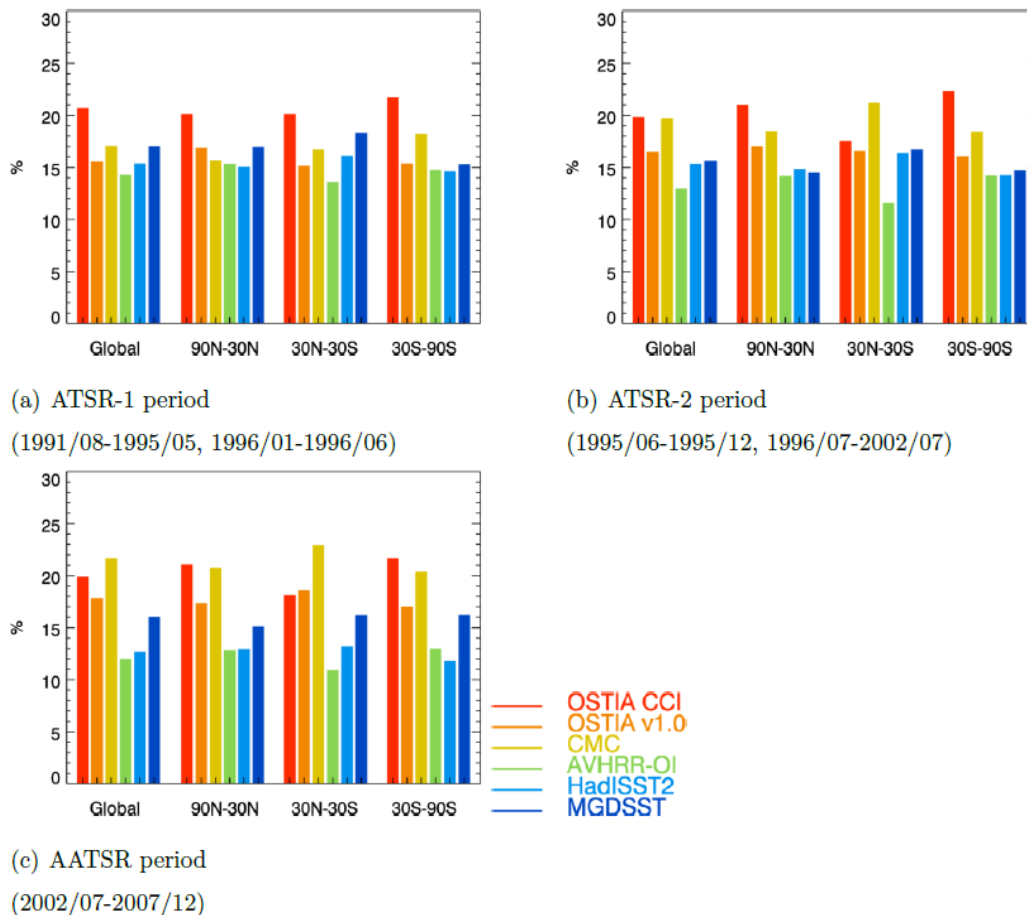 30
25
20
15
10
5
0
%
Global 90N-30N 30N-30S 30S-90S
(a) ATSR-1 period
(1991/08-1995/05, 1996/01-1996/06)
30
25
20
15
10
5
0
%
Global 90N-30N 30N-30S 30S-90S
(b) ATSR-2 period
(1995/06-1995/12, 1996/07-2002/07)
30
25
20
15
10
5
0
%
Global 90N-30N 30N-30S 30S-90S
OSTIA CCI
OSTIA v1.0
CMC
AVHRR-OI
HadISST2
MGDSST
(c) AATSR period
(2002/07-2007/12)